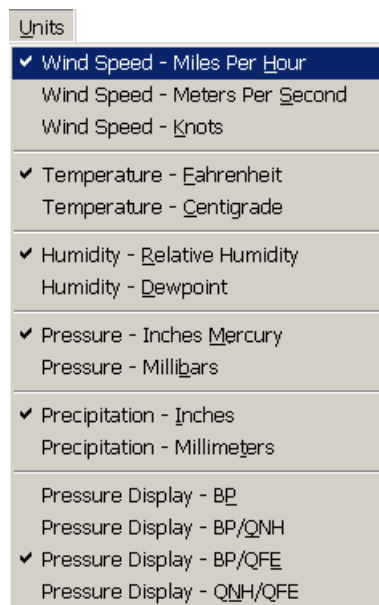 Units
Wind Speed - Miles Per Hour
Wind Speed - Meters Per Second
Wind Speed - Knots
Temperature - Fahrenheit
Temperature - Centigrade
Humidity - Relative Humidity
Humidity - Dewpoint
Pressure - Inches Mercury
Pressure - Millibars
Precipitation - Inches
Precipitation - Millimeters
Pressure Display - BP
Pressure Display - BP/QNH
Pressure Display - BP/QFE
Pressure Display - QNH/QFE